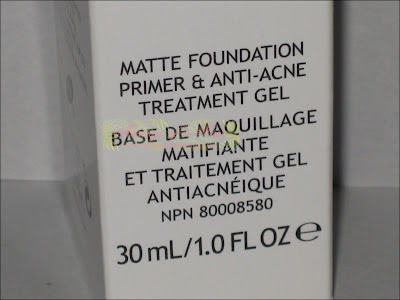 MATTE FOUNDATION
PRIMER & ANTI-ACNE
TREATMENT GEL
BASE DE MAQUILLAGE
MATIFIANTE
ET TRAITEMENT GEL
ANTIACNÉIQUE
NPN 80008580
30 mL/1.0 FL OZ ℮